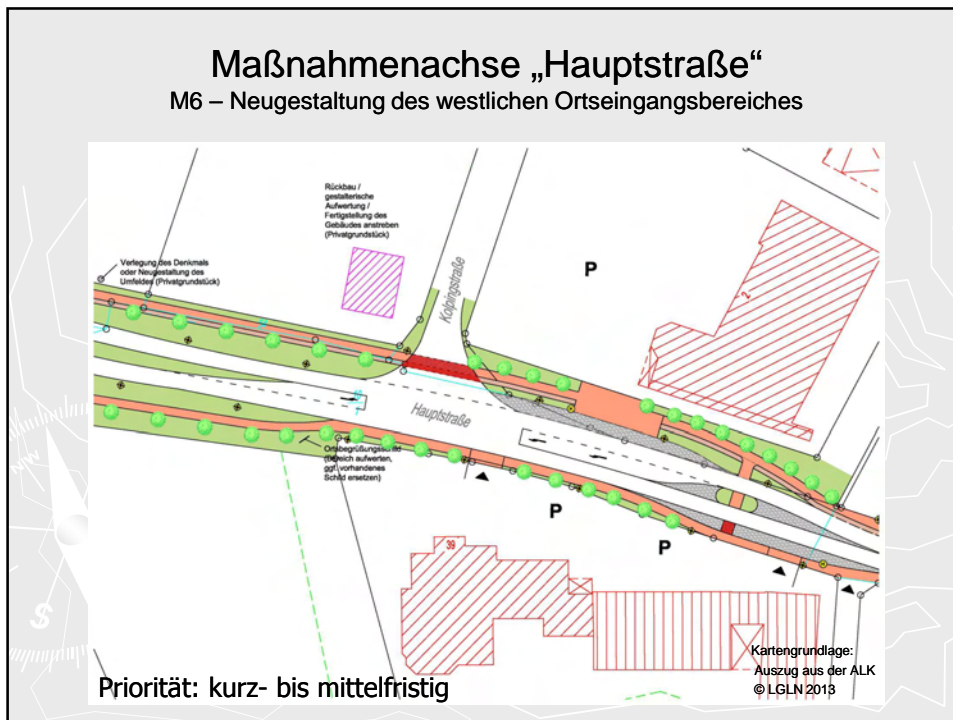 Maßnahmenachse „Hauptstraße“
M6 – Neugestaltung des westlichen Ortseingangsbereiches
Rückbau /
gestalterische
Aufwertung /
Fertigstellung des
Gebäudes anstreben
(Privatgrundstück)
Verlegung des Denkmals
oder Neugestaltung des
Umfeldes (Privatgrundstück)
Kolpingstraße
P
2
Hauptstraße
Ortsbegrüßungsschild
(Bereich aufwerten,
ggf. vorhandenes
Schild ersetzen)
P
P
39
NW
S
Kartengrundlage:
Auszug aus der ALK
© LGLN 2013
Priorität: kurz- bis mittelfristig